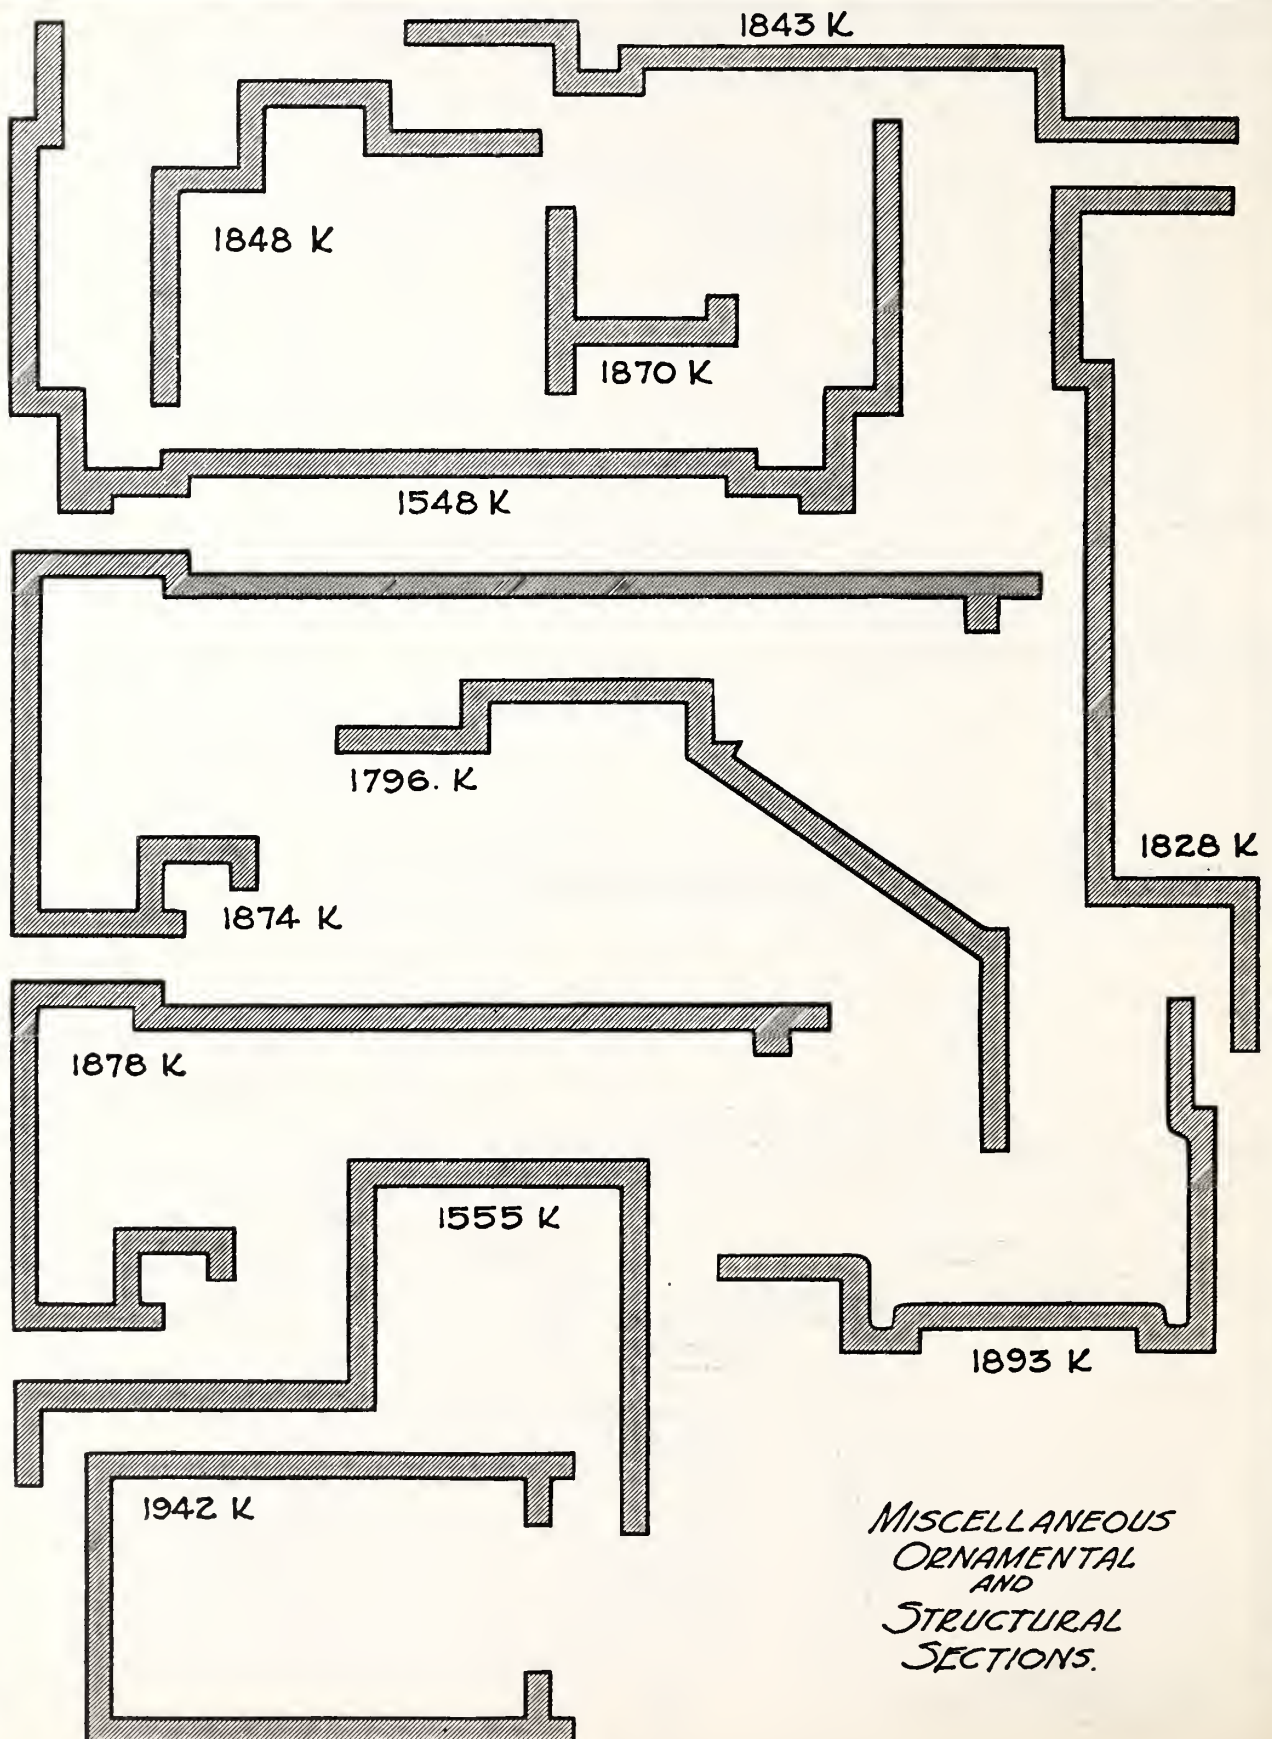 1843 K
1848 K
1870 K
1548 K
1796. K
1828 K
1874 K
1878 K
1555 K
1893 K
1942 K
MISCELLANEOUS
ORNAMENTAL
AND
STRUCTURAL
SECTIONS.